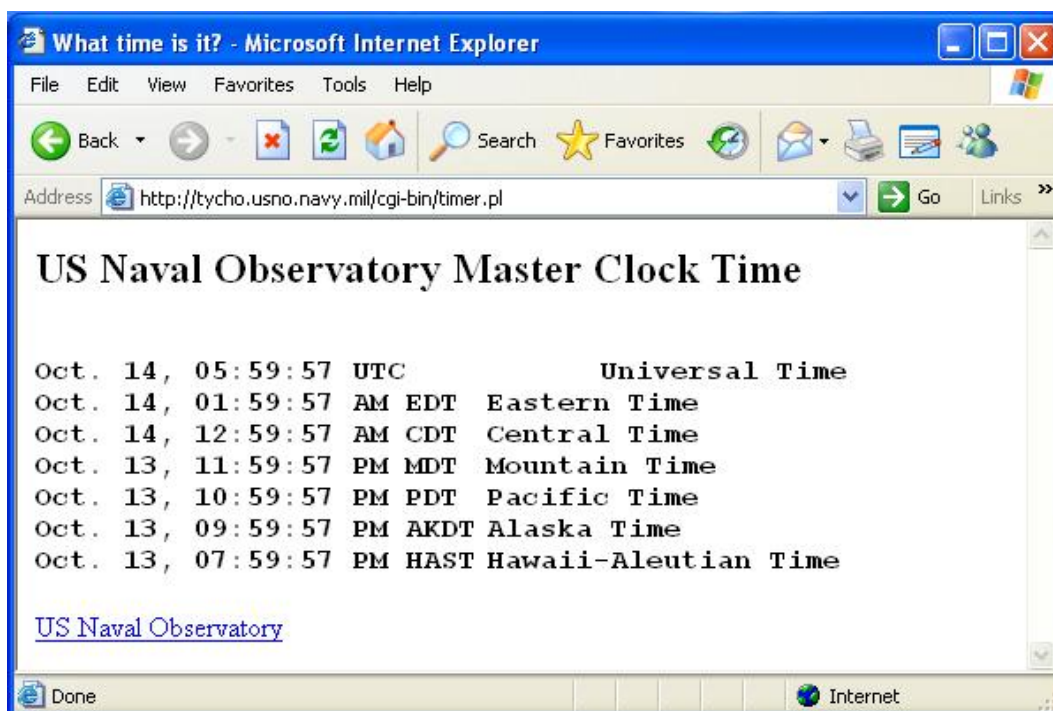 What time is it? - Microsoft Internet Explorer
File Edit View Favorites Tools Help
Back Search Favorites
Address http://tycho.usno.navy.mil/cgi-bin/timer.pl Go Links »
US Naval Observatory Master Clock Time
Oct. 14, 05:59:57 UTC Universal Time
Oct. 14, 01:59:57 AM EDT Eastern Time
Oct. 14, 12:59:57 AM CDT Central Time
Oct. 13, 11:59:57 PM MDT Mountain Time
Oct. 13, 10:59:57 PM PDT Pacific Time
Oct. 13, 09:59:57 PM AKDT Alaska Time
Oct. 13, 07:59:57 PM HAST Hawaii-Aleutian Time
US Naval Observatory
Done Internet